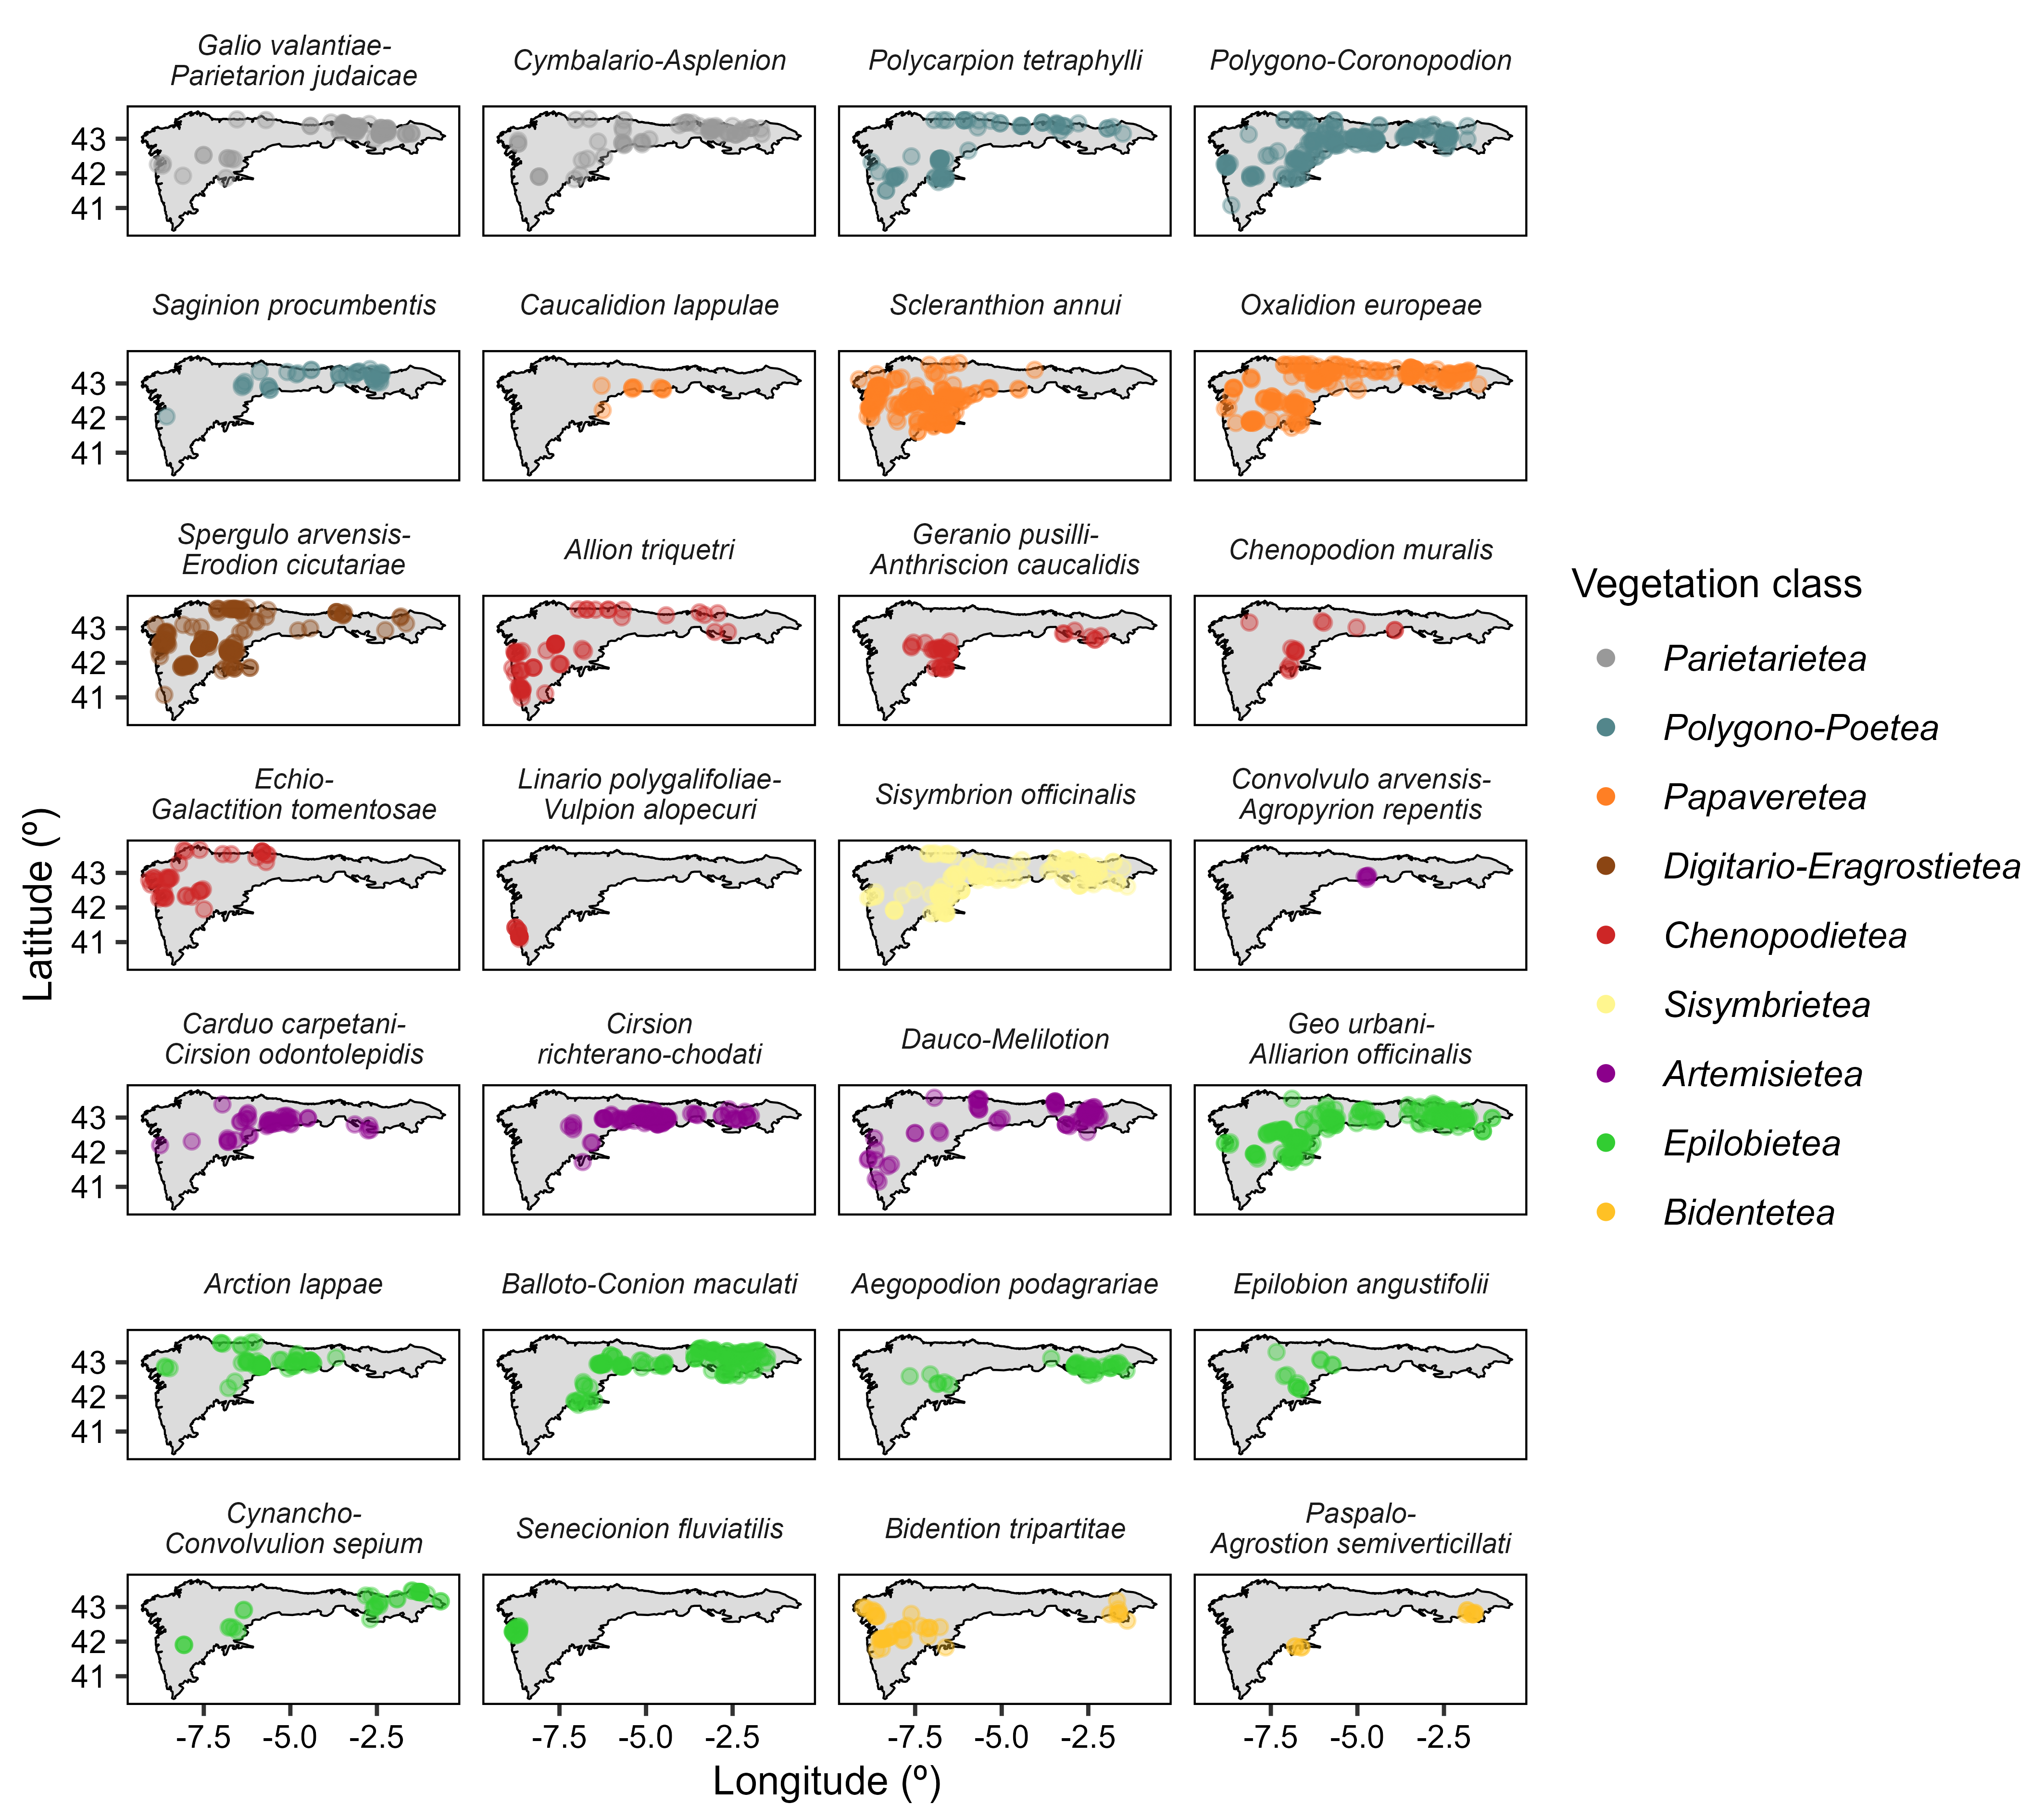 Galio valantiae-
Parietarion judaicae
Cymbalario-Asplenion
Polycarpion tetraphylli
Polygono-Coronopodion
43
42
41
Saginion procumbentis
Caucalidion lappulae
Scleranthion annui
Oxalidion europeae
43
42
41
Spergulo arvensis-
Erodion cicutariae
Allion triquetri
Geranio pusilli-
Anthriscion caucalidis
Chenopodion muralis
43
42
41
Echio-
Galactition tomentosae
Linario polygalifoliae-
Vulpion alopecuri
Sisymbrion officinalis
Convolvulo arvensis-
Agropyrion repentis
43
42
41
Carduo carpetani-
Cirsion odontolepidis
Cirsion
richterano-chodati
Dauco-Melilotion
Geo urbani-
Alliarion officinalis
43
42
41
Arction lappae
Balloto-Conion maculati
Aegopodion podagrariae
Epilobion angustifolii
43
42
41
Cynancho-
Convolvulion sepium
Senecionion fluviatilis
Bidention tripartitae
Paspalo-
Agrostion semiverticillati
43
42
41
-7.5 -5.0 -2.5
-7.5 -5.0 -2.5
-7.5 -5.0 -2.5
-7.5 -5.0 -2.5
Longitude (º)
Latitude (º)
Vegetation class
Parietarietea
Polygono-Poetea
Papaveretea
Digitario-Eragrostietea
Chenopodietea
Sisymbrietea
Artemisietea
Epilobietea
Bidentetea